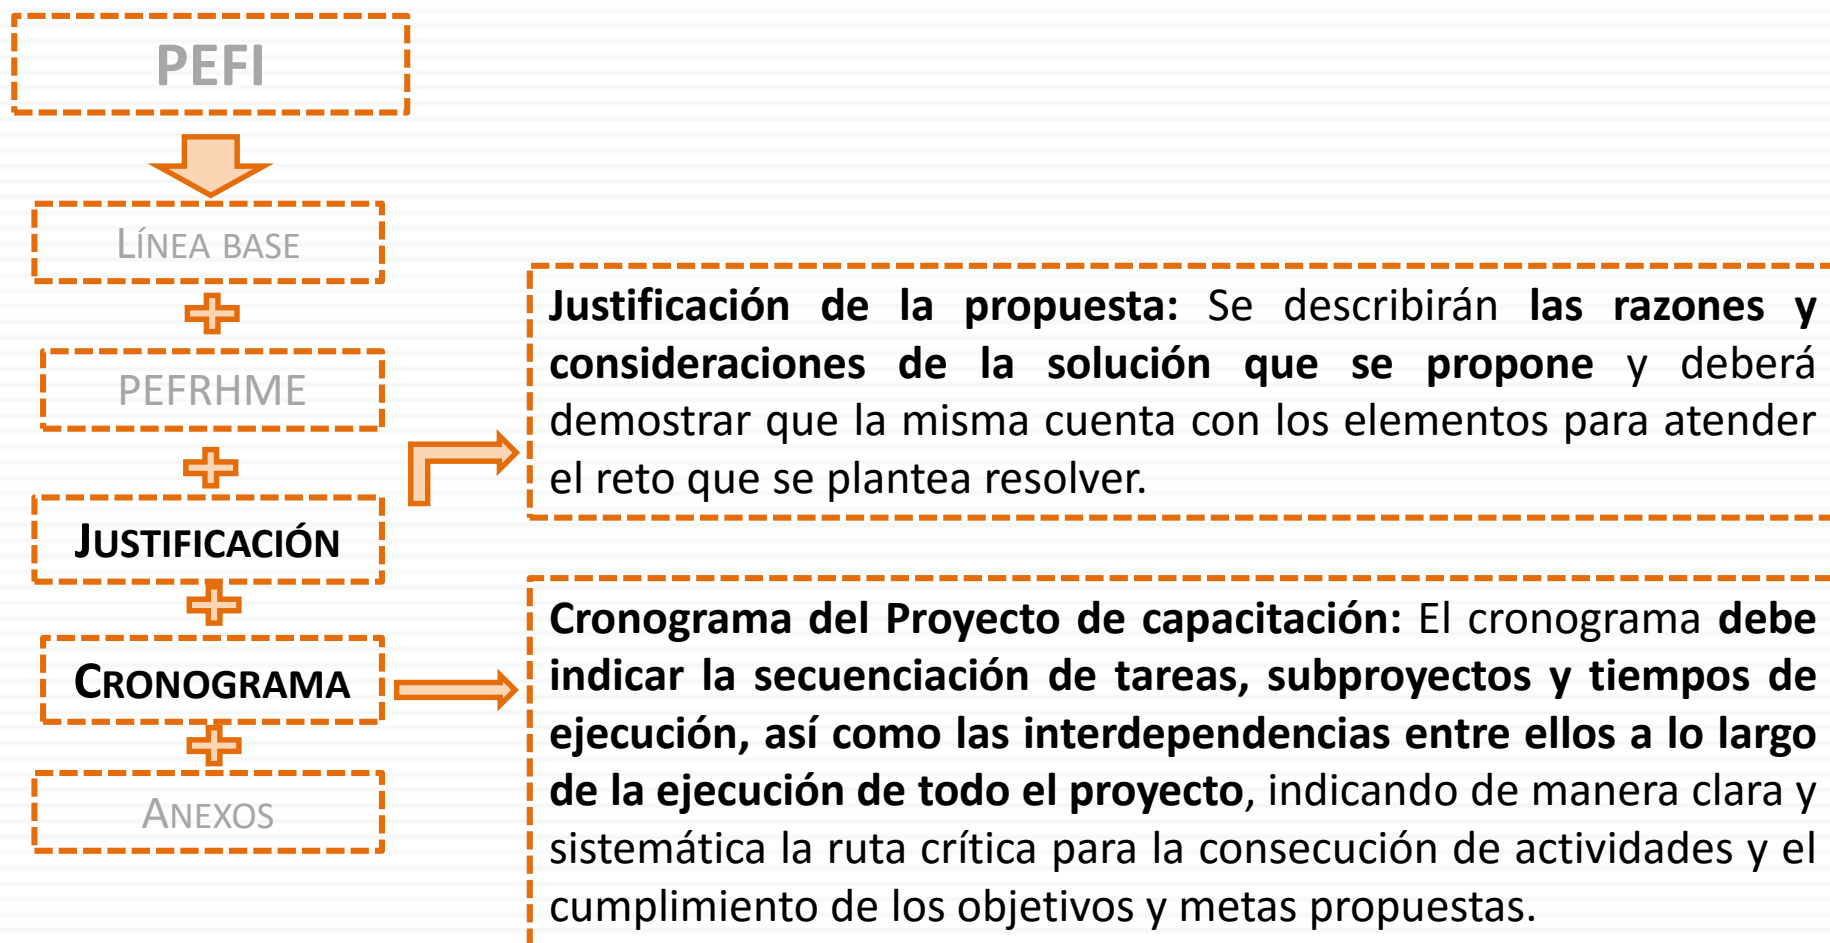 PEFI
LÍNEA BASE
PEFRHME
JUSTIFICACIÓN
CRONOGRAMA
ANEXOS
Justificación de la propuesta: Se describirán las razones y
consideraciones de la solución que se propone y deberá
demostrar que la misma cuenta con los elementos para atender
el reto que se plantea resolver.
Cronograma del Proyecto de capacitación: El cronograma debe
indicar la secuenciación de tareas, subproyectos y tiempos de
ejecución, así como las interdependencias entre ellos a lo largo
de la ejecución de todo el proyecto, indicando de manera clara y
sistemática la ruta crítica para la consecución de actividades y el
cumplimiento de los objetivos y metas propuestas.